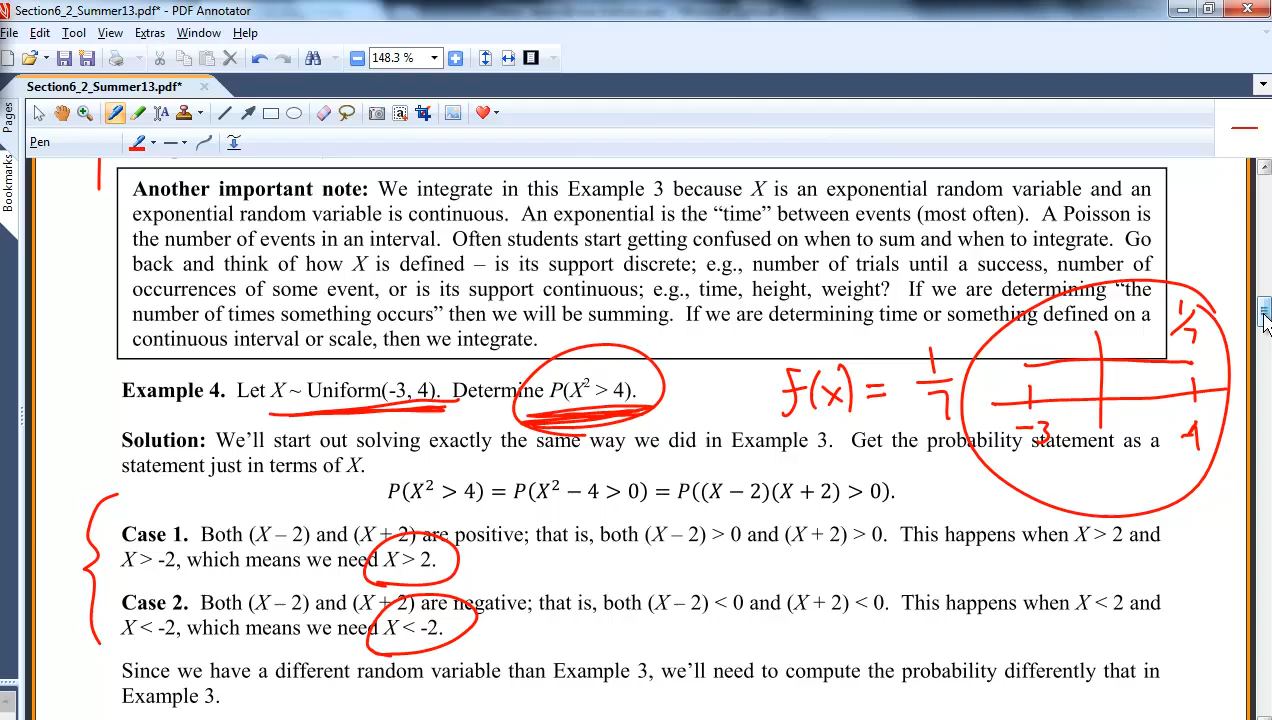 Section6_2_Summer13.pdf* - PDF Annotator
File Edit Tool View Extras Window Help
148.3 %
Section6_2_Summer13.pdf*
Pen
Pages
Bookmarks
Another important note: We integrate in this Example 3 because X is an exponential random variable and an
exponential random variable is continuous. An exponential is the “time” between events (most often). A Poisson is
the number of events in an interval. Often students start getting confused on when to sum and when to integrate. Go
back and think of how X is defined – is its support discrete; e.g., number of trials until a success, number of
occurrences of some event, or is its support continuous; e.g., time, height, weight? If we are determining “the
number of times something occurs” then we will be summing. If we are determining time or something defined on a
continuous interval or scale, then we integrate.
Example 4. Let X ~ Uniform(-3, 4). Determine P(X² > 4).
f(x) = 1/7
1/7
-3 4
Solution: We’ll start out solving exactly the same way we did in Example 3. Get the probability statement as a
statement just in terms of X.
P(X² > 4) = P(X² − 4 > 0) = P((X − 2)(X + 2) > 0).
Case 1. Both (X – 2) and (X + 2) are positive; that is, both (X – 2) > 0 and (X + 2) > 0. This happens when X > 2 and
X > -2, which means we need X > 2.
Case 2. Both (X – 2) and (X + 2) are negative; that is, both (X – 2) < 0 and (X + 2) < 0. This happens when X < 2 and
X < -2, which means we need X < -2.
Since we have a different random variable than Example 3, we’ll need to compute the probability differently that in
Example 3.